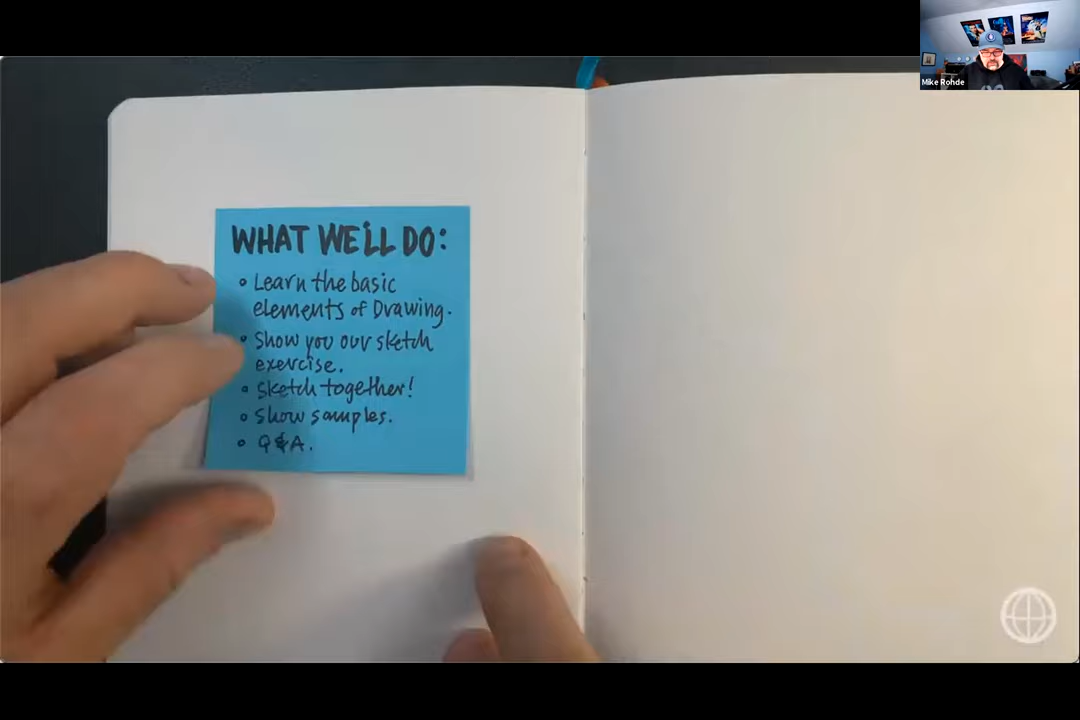 Mike Rohde
WHAT WE'LL DO:
• Learn the basic
elements of Drawing.
• Show you our sketch
exercise.
• Sketch together!
• Show samples.
• Q&A.